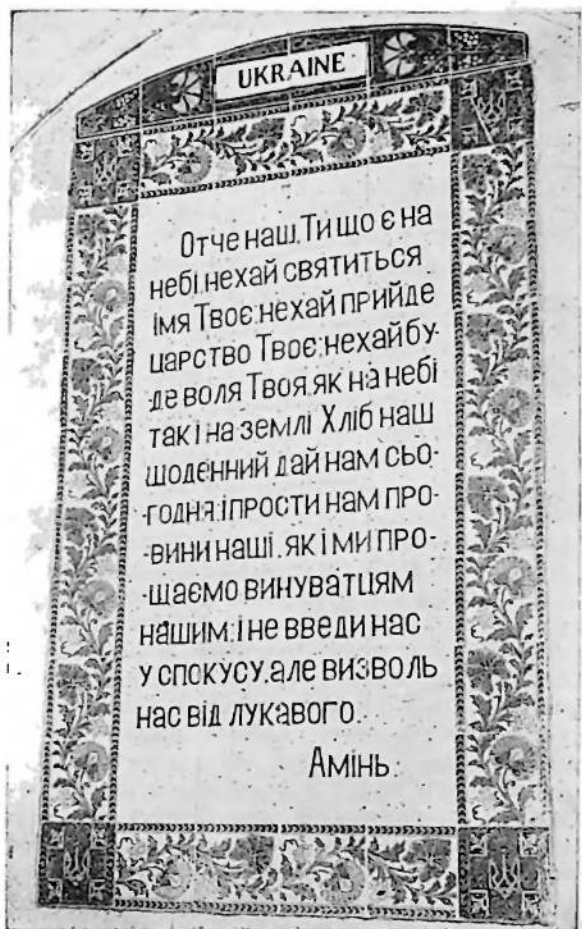 UKRAINE
Отче наш, Ти що є на
небі, нехай святиться
імя Твоє: нехай прийде
царство Твоє: нехай бу-
-де воля Твоя, як на небі
так і на землі. Хліб наш
щоденний дай нам сьо-
-годня: і прости нам про-
-вини наші, як і ми про-
-щаємо винуватцям
нашим: і не введи нас
у спокусу, але визволь
нас від лукавого.
Амінь.